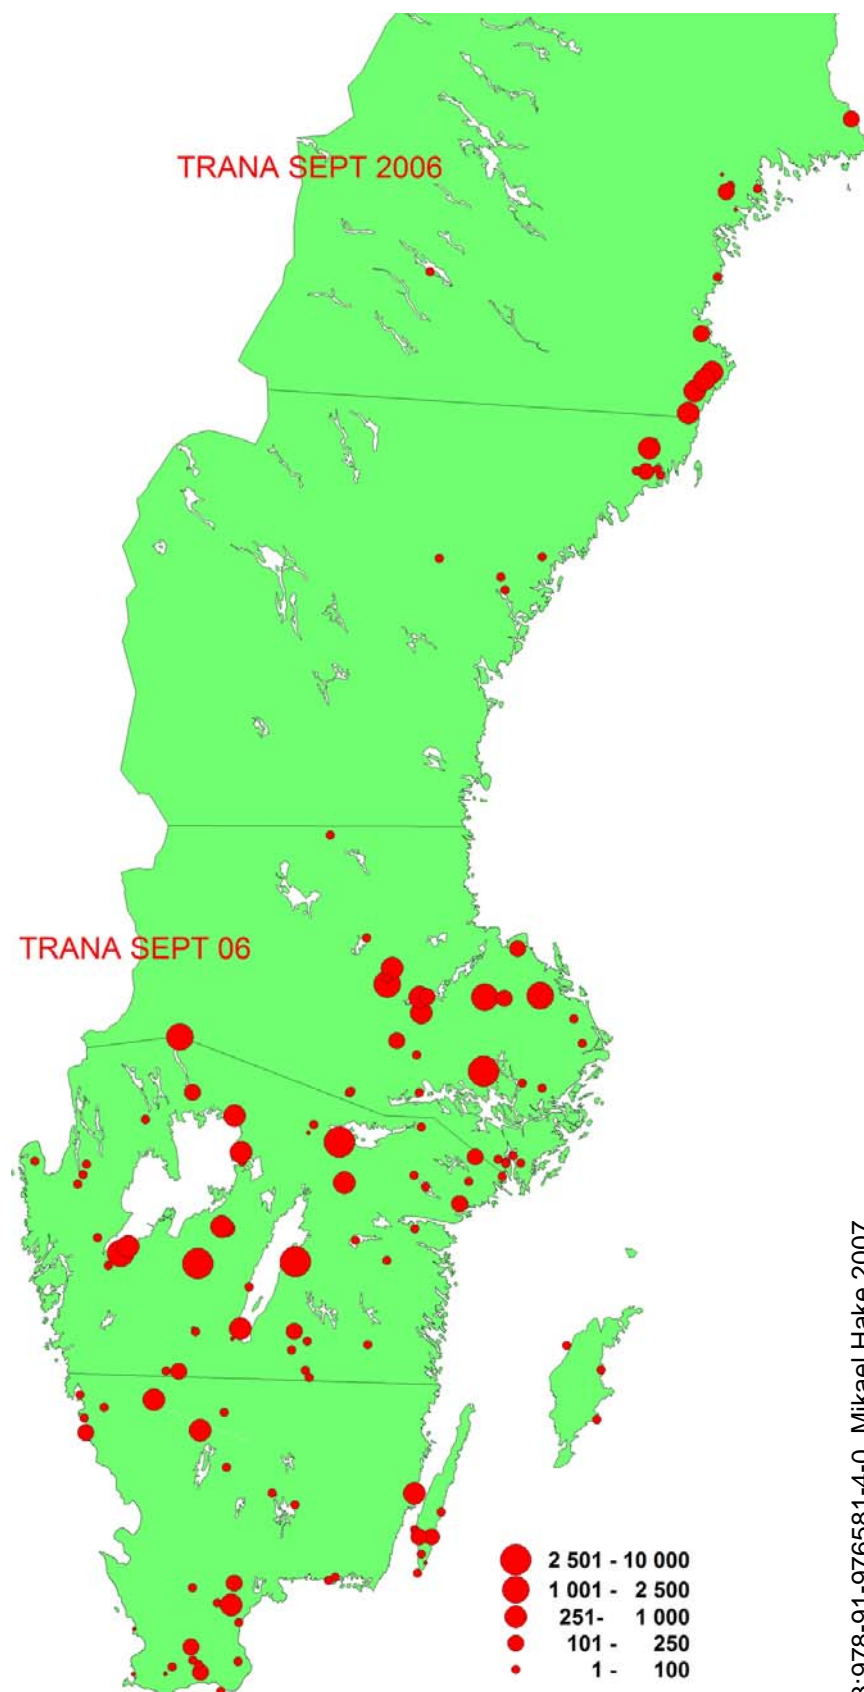 TRANA SEPT 2006
TRANA SEPT 06
2 501 - 10 000
1 001 - 2 500
251- 1 000
101 - 250
1 - 100
:978-91-976581-4-0 Mikael Hake 2007